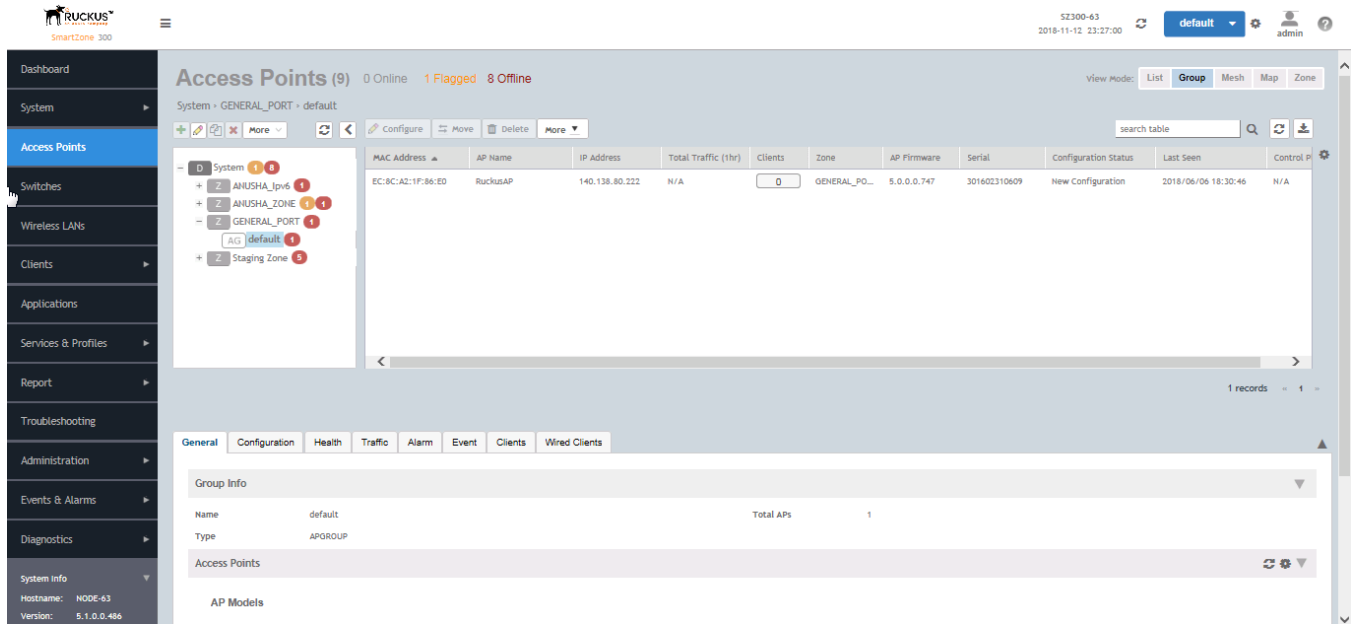 RUCKUS™
SmartZone 300
SZ300-63
2018-11-12 23:27:00
default
admin
Dashboard
System
Access Points
Switches
Wireless LANs
Clients
Applications
Services & Profiles
Report
Troubleshooting
Administration
Events & Alarms
Diagnostics
System Info
Hostname: NODE-63
Version: 5.1.0.0.486
Access Points (9) 0 Online 1 Flagged 8 Offline
View Mode: List Group Mesh Map Zone
System › GENERAL_PORT › default
More
Configure Move Delete More
search table
D System 1 8
+ Z ANUSHA_Ipv6 1
+ Z ANUSHA_ZONE 1 1
− Z GENERAL_PORT 1
AG default 1
+ Z Staging Zone 5
MAC Address AP Name IP Address Total Traffic (1hr) Clients Zone AP Firmware Serial Configuration Status Last Seen Control P
EC:8C:A2:1F:86:E0 RuckusAP 140.138.80.222 N/A 0 GENERAL_PO... 5.0.0.0.747 301602310609 New Configuration 2018/06/06 18:30:46 N/A
1 records « 1 »
General Configuration Health Traffic Alarm Event Clients Wired Clients
Group Info
Name default Total APs 1
Type APGROUP
Access Points
AP Models